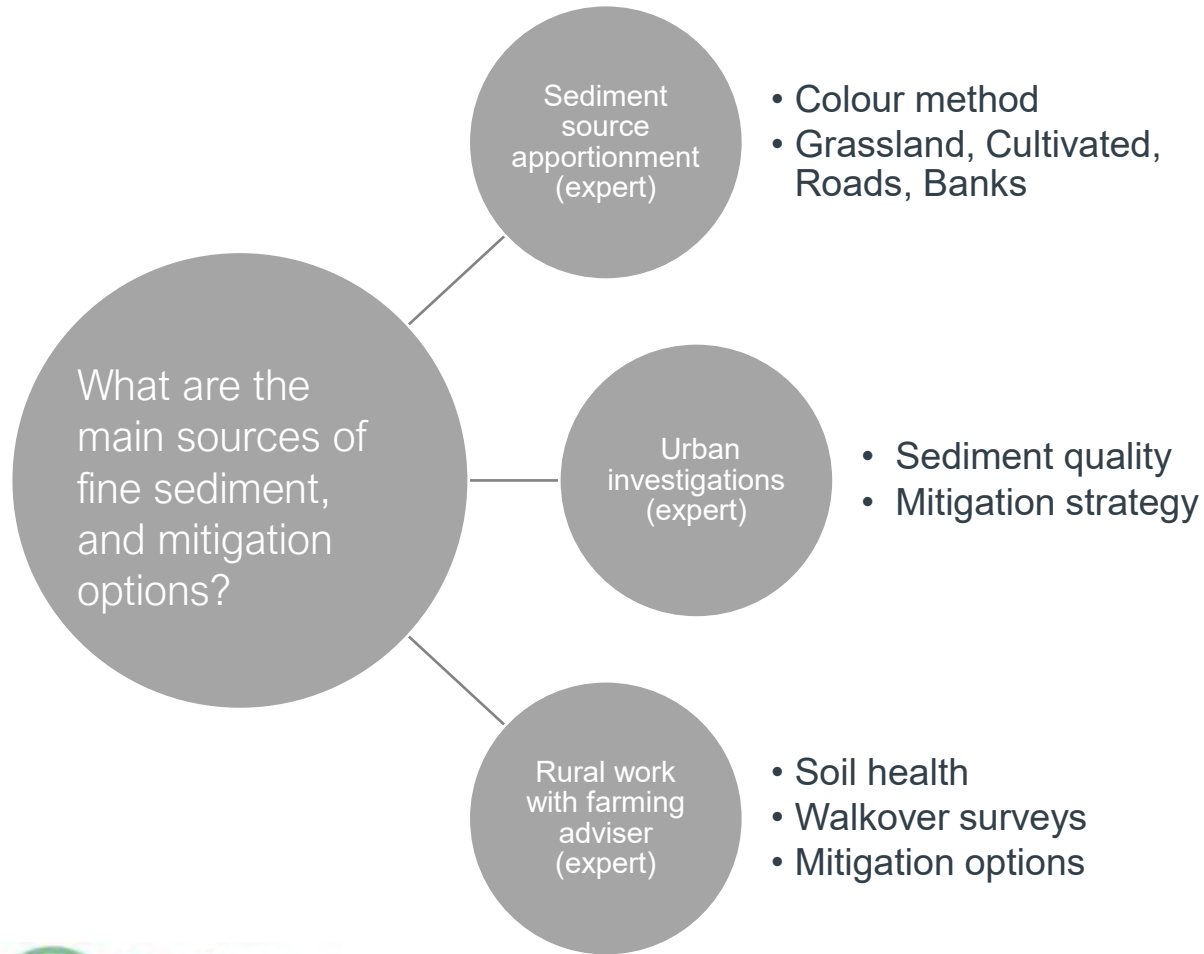 Sediment
source
apportionment
(expert)
• Colour method
• Grassland, Cultivated,
Roads, Banks
What are the
main sources of
fine sediment,
and mitigation
options?
Urban
investigations
(expert)
• Sediment quality
• Mitigation strategy
Rural work
with farming
adviser
(expert)
• Soil health
• Walkover surveys
• Mitigation options